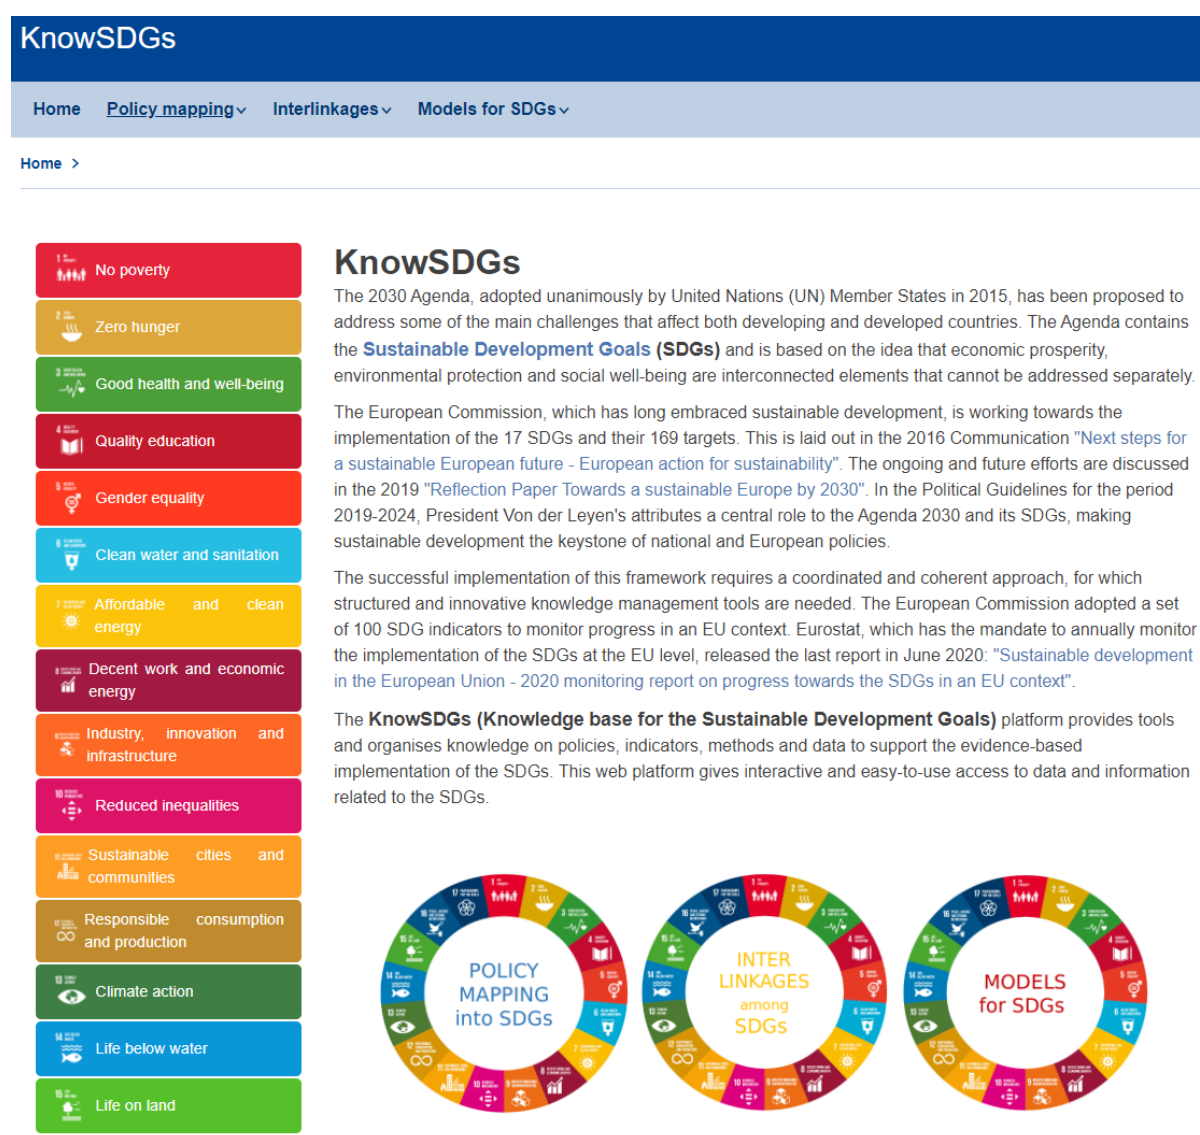 KnowSDGs
Home Policy mapping Interlinkages Models for SDGs
Home >
1 No poverty
2 Zero hunger
3 Good health and well-being
4 Quality education
5 Gender equality
6 Clean water and sanitation
7 Affordable and clean
energy
8 Decent work and economic
energy
9 Industry, innovation and
infrastructure
10 Reduced inequalities
11 Sustainable cities and
communities
12 Responsible consumption
and production
13 Climate action
14 Life below water
15 Life on land
KnowSDGs
The 2030 Agenda, adopted unanimously by United Nations (UN) Member States in 2015, has been proposed to
address some of the main challenges that affect both developing and developed countries. The Agenda contains
the Sustainable Development Goals (SDGs) and is based on the idea that economic prosperity,
environmental protection and social well-being are interconnected elements that cannot be addressed separately.
The European Commission, which has long embraced sustainable development, is working towards the
implementation of the 17 SDGs and their 169 targets. This is laid out in the 2016 Communication "Next steps for
a sustainable European future - European action for sustainability". The ongoing and future efforts are discussed
in the 2019 "Reflection Paper Towards a sustainable Europe by 2030". In the Political Guidelines for the period
2019-2024, President Von der Leyen's attributes a central role to the Agenda 2030 and its SDGs, making
sustainable development the keystone of national and European policies.
The successful implementation of this framework requires a coordinated and coherent approach, for which
structured and innovative knowledge management tools are needed. The European Commission adopted a set
of 100 SDG indicators to monitor progress in an EU context. Eurostat, which has the mandate to annually monitor
the implementation of the SDGs at the EU level, released the last report in June 2020: "Sustainable development
in the European Union - 2020 monitoring report on progress towards the SDGs in an EU context".
The KnowSDGs (Knowledge base for the Sustainable Development Goals) platform provides tools
and organises knowledge on policies, indicators, methods and data to support the evidence-based
implementation of the SDGs. This web platform gives interactive and easy-to-use access to data and information
related to the SDGs.
POLICY
MAPPING
into SDGs
INTER
LINKAGES
among
SDGs
MODELS
for SDGs